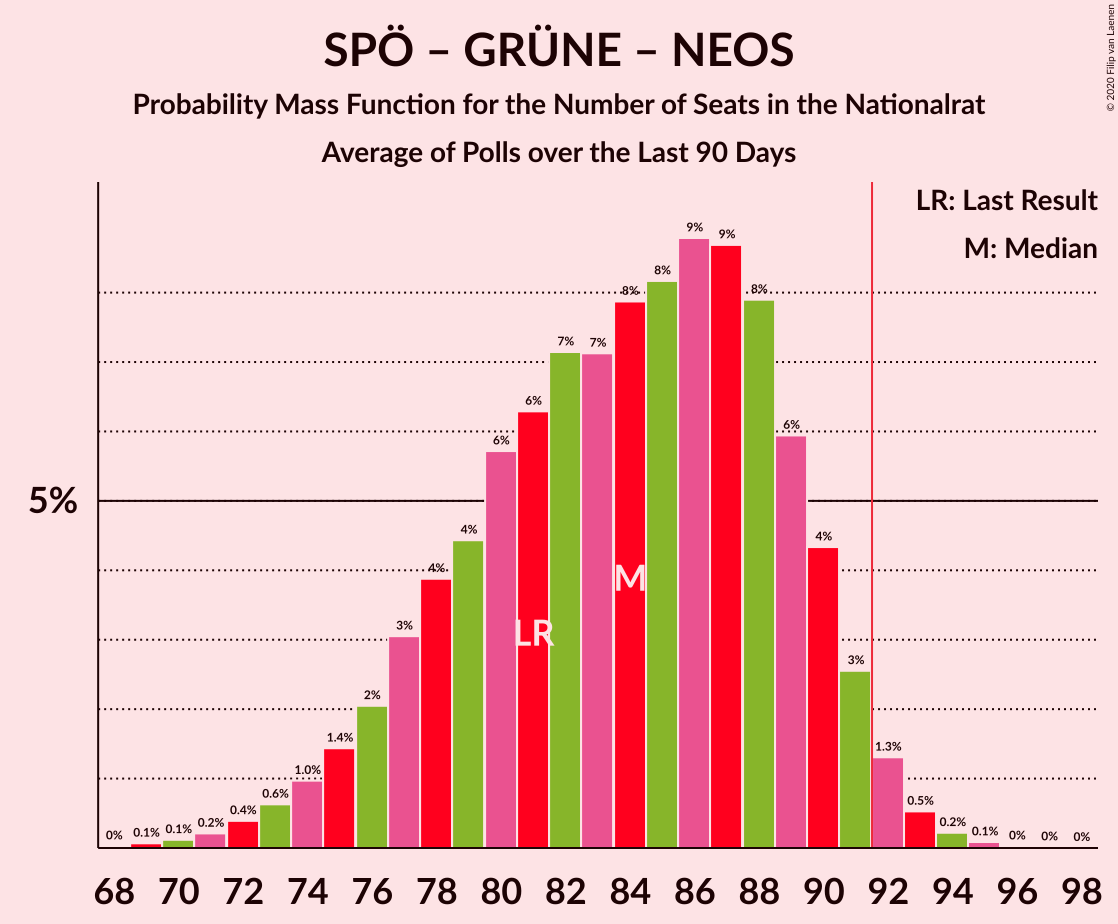 SPÖ – GRÜNE – NEOS
Probability Mass Function for the Number of Seats in the Nationalrat
Average of Polls over the Last 90 Days
© 2020 Filip van Laenen
LR: Last Result
M: Median
5%
0% 0.1% 0.1% 0.2% 0.4% 0.6% 1.0% 1.4% 2% 3% 4% 4% 6% 6% 7% 7% 8% 8% 9% 9% 8% 6% 4% 3% 1.3% 0.5% 0.2% 0.1% 0% 0% 0%
M
LR
68 70 72 74 76 78 80 82 84 86 88 90 92 94 96 98